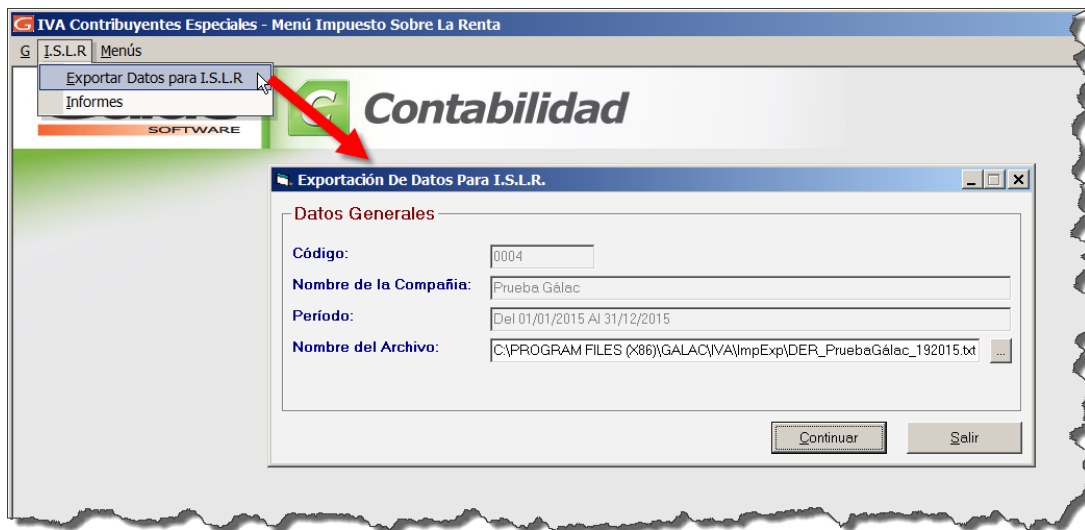 IVA Contribuyentes Especiales - Menú Impuesto Sobre La Renta
G I.S.L.R Menús
Exportar Datos para I.S.L.R
Informes
SOFTWARE
G Contabilidad
Exportación De Datos Para I.S.L.R.
Datos Generales
Código: 0004
Nombre de la Compañia: Prueba Gálac
Período: Del 01/01/2015 Al 31/12/2015
Nombre del Archivo: C:\PROGRAM FILES (X86)\GALAC\IVA\ImpExp\DER_PruebaGálac_192015.txt ...
Continuar Salir